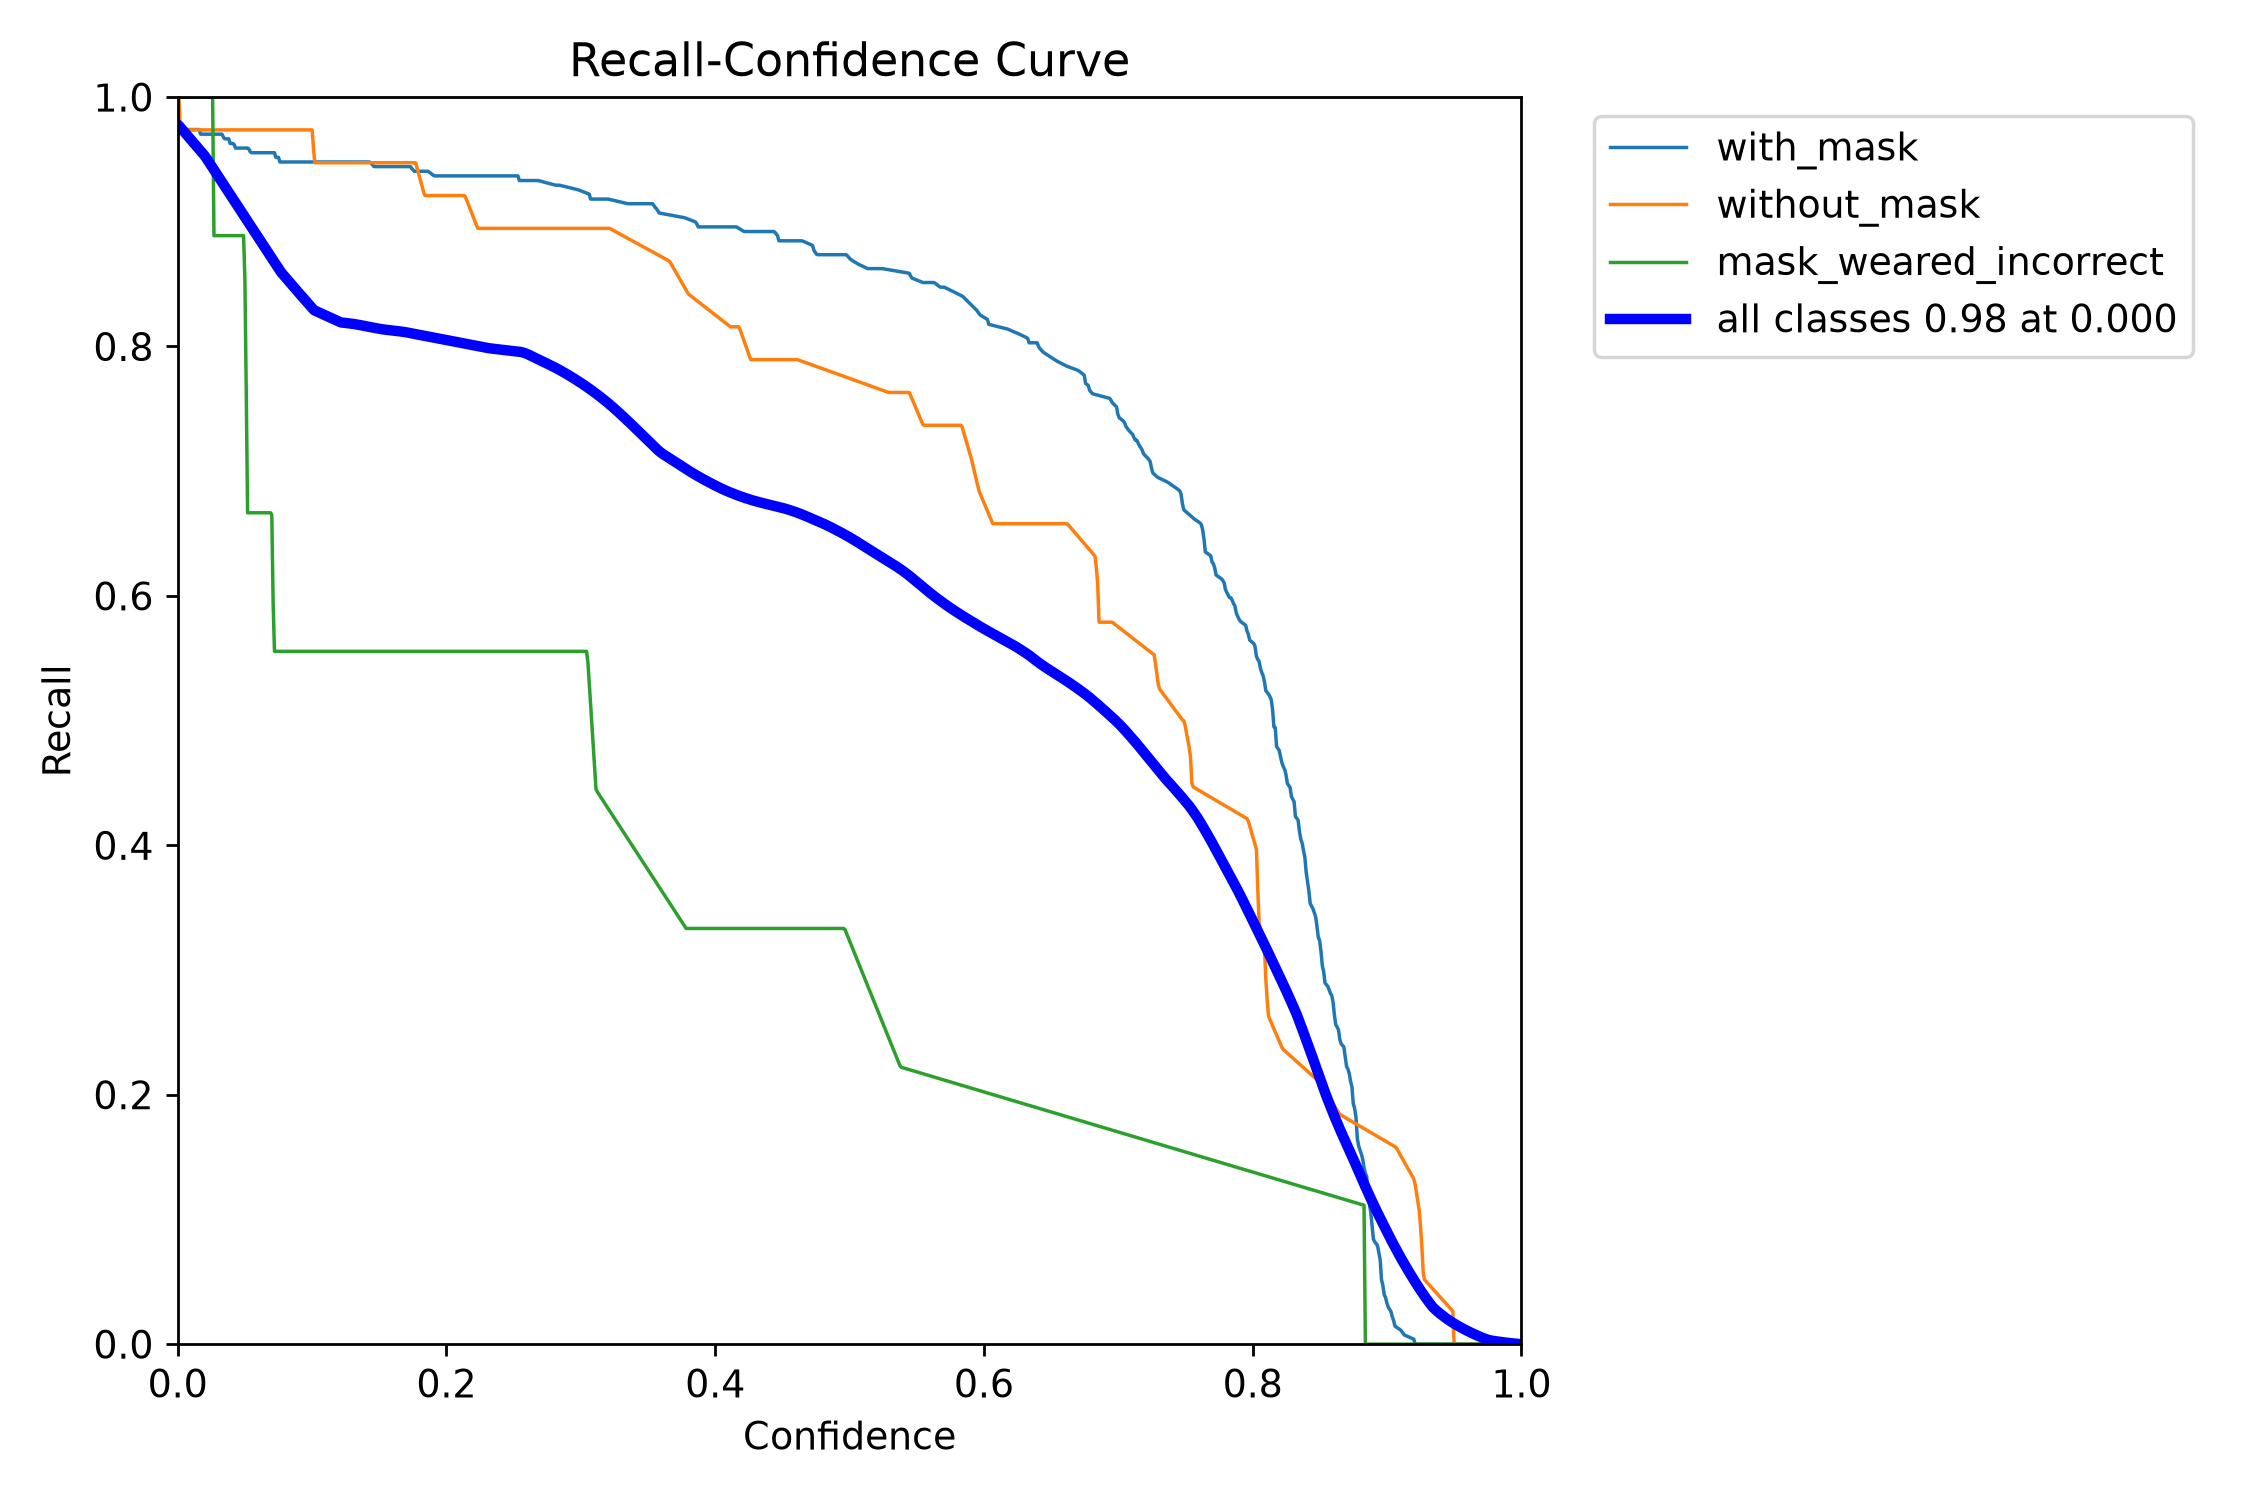 Recall-Confidence Curve
1.0
0.8
0.6
0.4
0.2
0.0
Recall
0.0 0.2 0.4 0.6 0.8 1.0
Confidence
with_mask
without_mask
mask_weared_incorrect
all classes 0.98 at 0.000